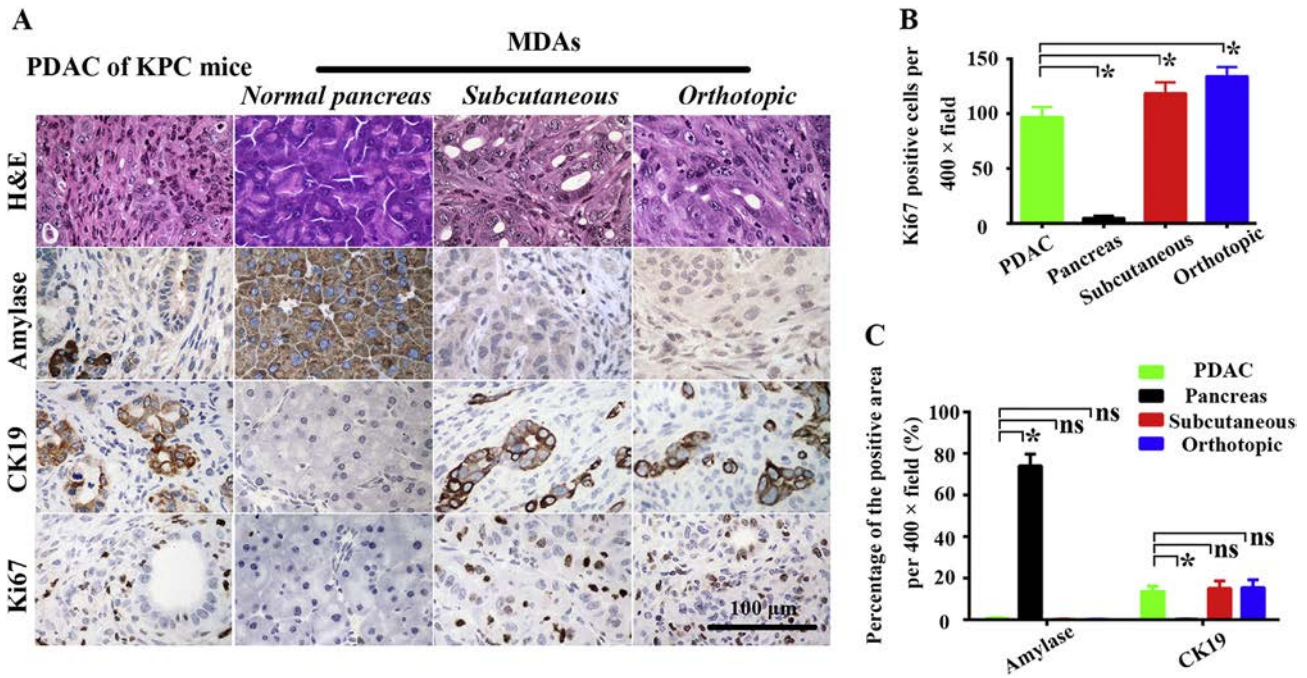 A
PDAC of KPC mice
MDAs
Normal pancreas
Subcutaneous
Orthotopic
H&E
Amylase
CK19
Ki67
100 μm
B
Ki67 positive cells per
400 × field
150
100
50
0
*
*
*
PDAC
Pancreas
Subcutaneous
Orthotopic
C
PDAC
Pancreas
Subcutaneous
Orthotopic
Percentage of the positive area
per 400 × field (%)
100
80
60
40
20
0
ns
ns
*
ns
ns
*
Amylase
CK19